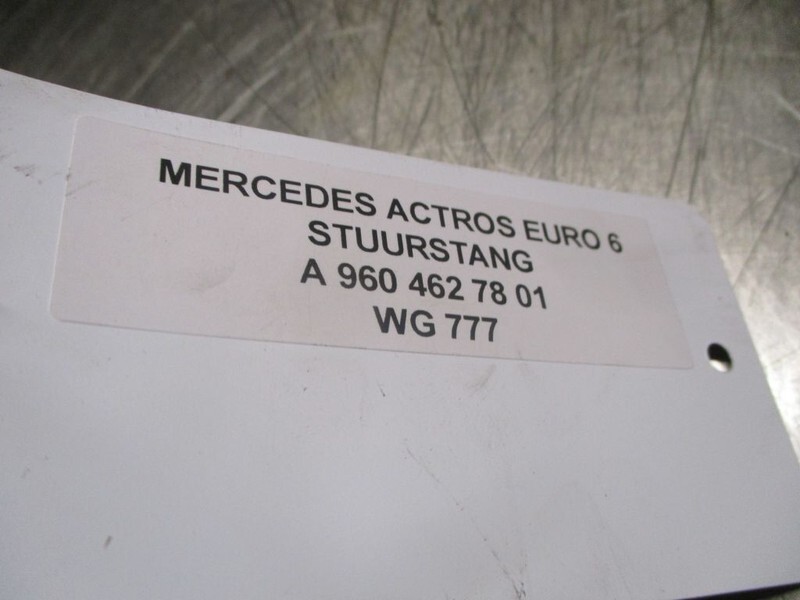 MERCEDES ACTROS EURO 6
STUURSTANG
A 960 462 78 01
WG 777